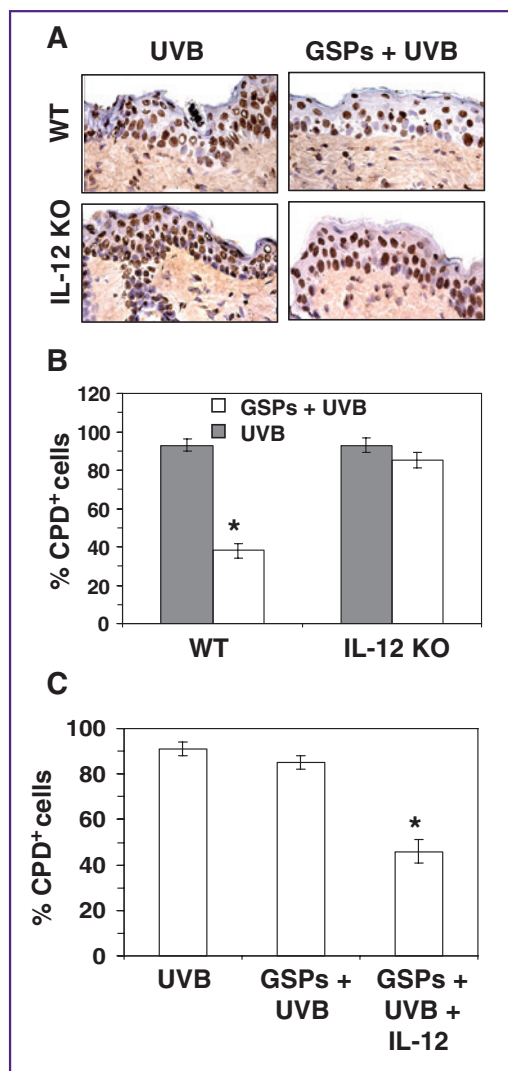 A
UVB
GSPs + UVB
WT
IL-12 KO
B
120
100
80
60
40
20
0
% CPD+ cells
GSPs + UVB
UVB
*
WT
IL-12 KO
C
100
80
60
40
20
0
% CPD+ cells
*
UVB
GSPs +
UVB
GSPs +
UVB +
IL-12